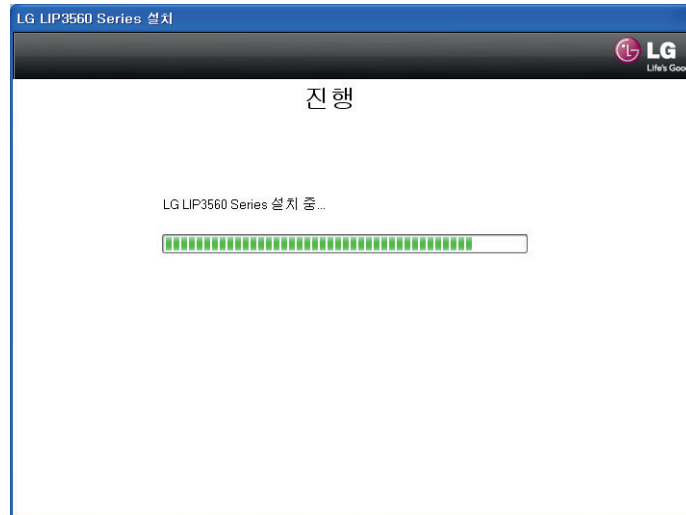 LG LIP3560 Series 설치
LG
Life's Goo
진행
LG LIP3560 Series 설치 중...